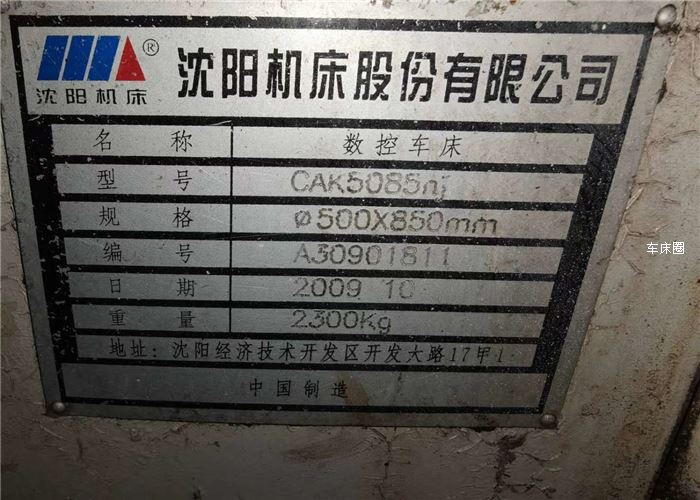 沈阳机床
®
沈阳机床股份有限公司
名 称 数控车床
型 号 CAK5085nj
规 格 ø500X850mm
编 号 A30901811
日 期 2009 10
重 量 2300Kg
地址: 沈阳经济技术开发区开发大路17甲1
中国制造
车床圈